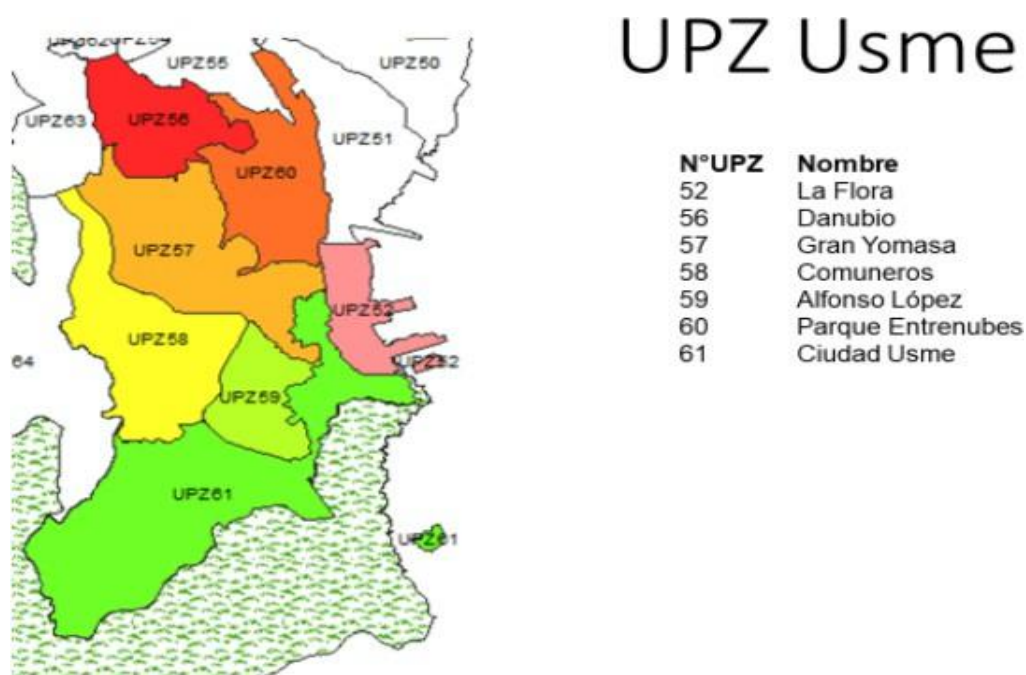 UPZ Usme
UPZ55
UPZ50
UPZ63
UPZ56
UPZ51
UPZ60
UPZ57
UPZ52
UPZ58
64
UPZ52
UPZ59
UPZ61
UPZ61
N°UPZ Nombre
52 La Flora
56 Danubio
57 Gran Yomasa
58 Comuneros
59 Alfonso López
60 Parque Entrenubes
61 Ciudad Usme